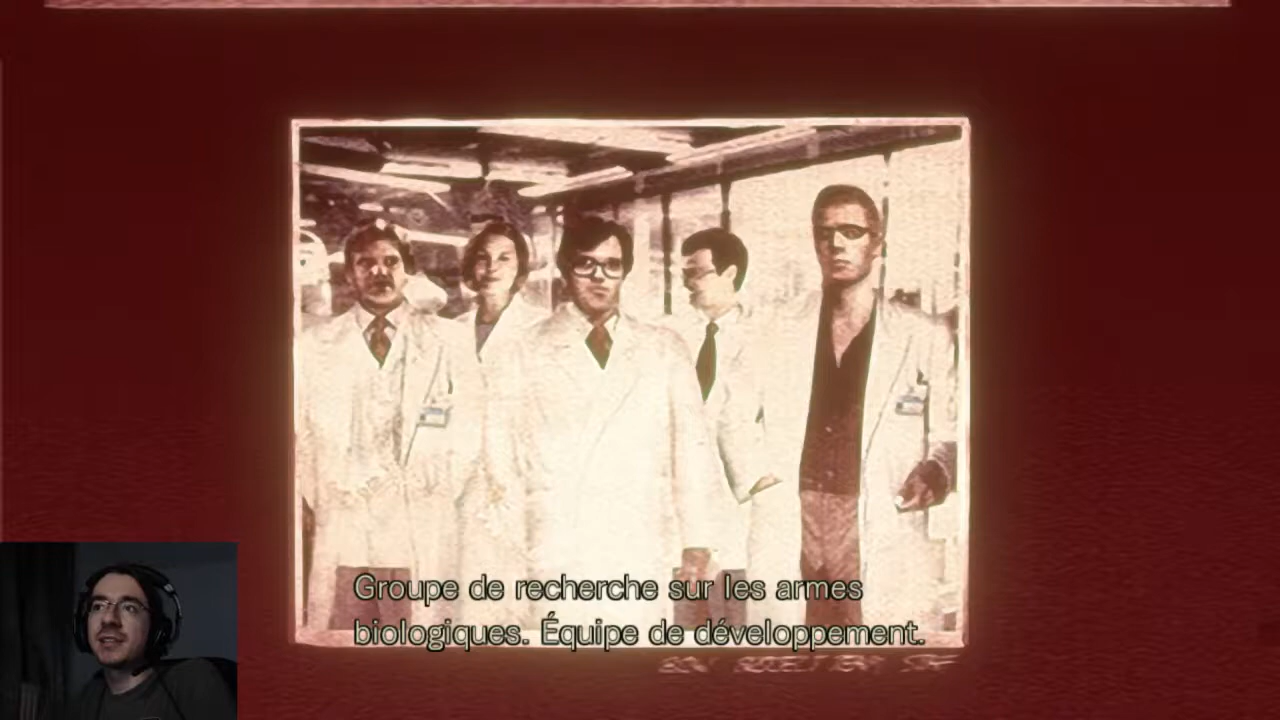 Groupe de recherche sur les armes
biologiques. Équipe de développement.